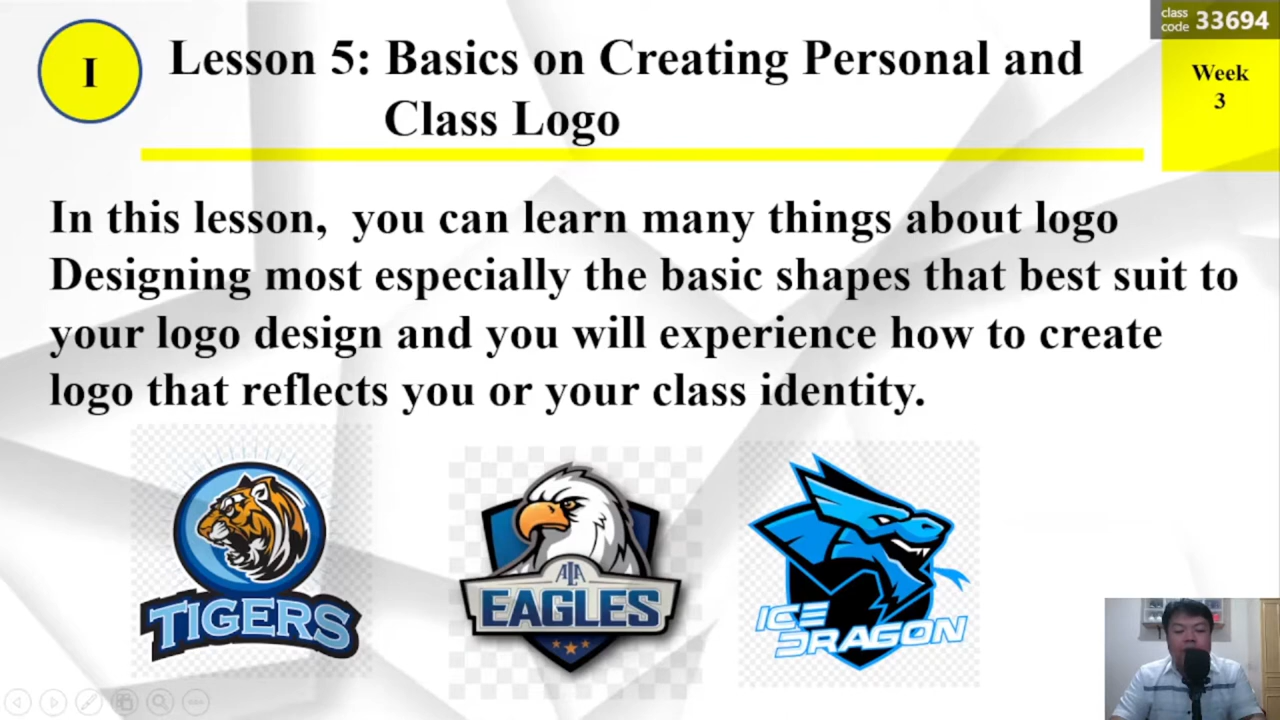 class
code 33694
I
Lesson 5: Basics on Creating Personal and
Class Logo
Week
3
In this lesson, you can learn many things about logo
Designing most especially the basic shapes that best suit to
your logo design and you will experience how to create
logo that reflects you or your class identity.
TIGERS
ALA
EAGLES
ICE
DRAGON